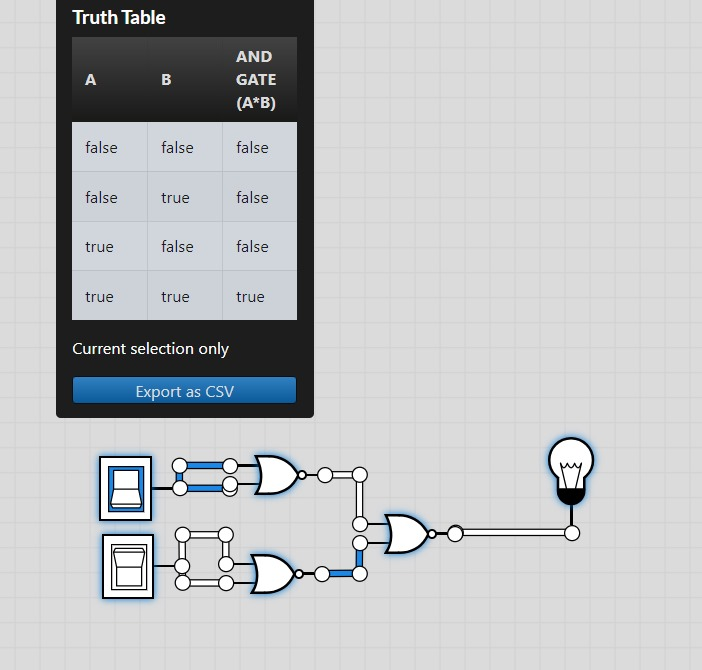 Truth Table
A B AND GATE (A*B)
false false false
false true false
true false false
true true true
Current selection only
Export as CSV